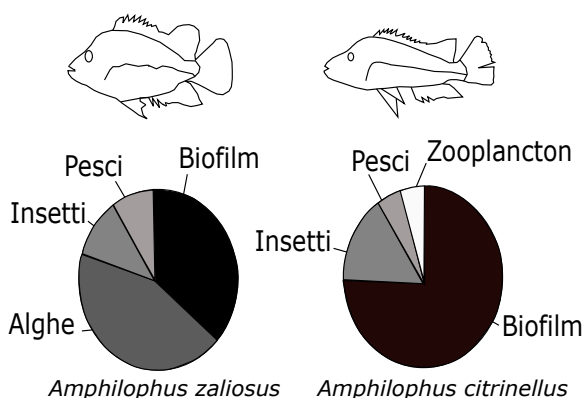 Pesci
Biofilm
Insetti
Alghe
Amphilophus zaliosus
Zooplancton
Pesci
Insetti
Biofilm
Amphilophus citrinellus